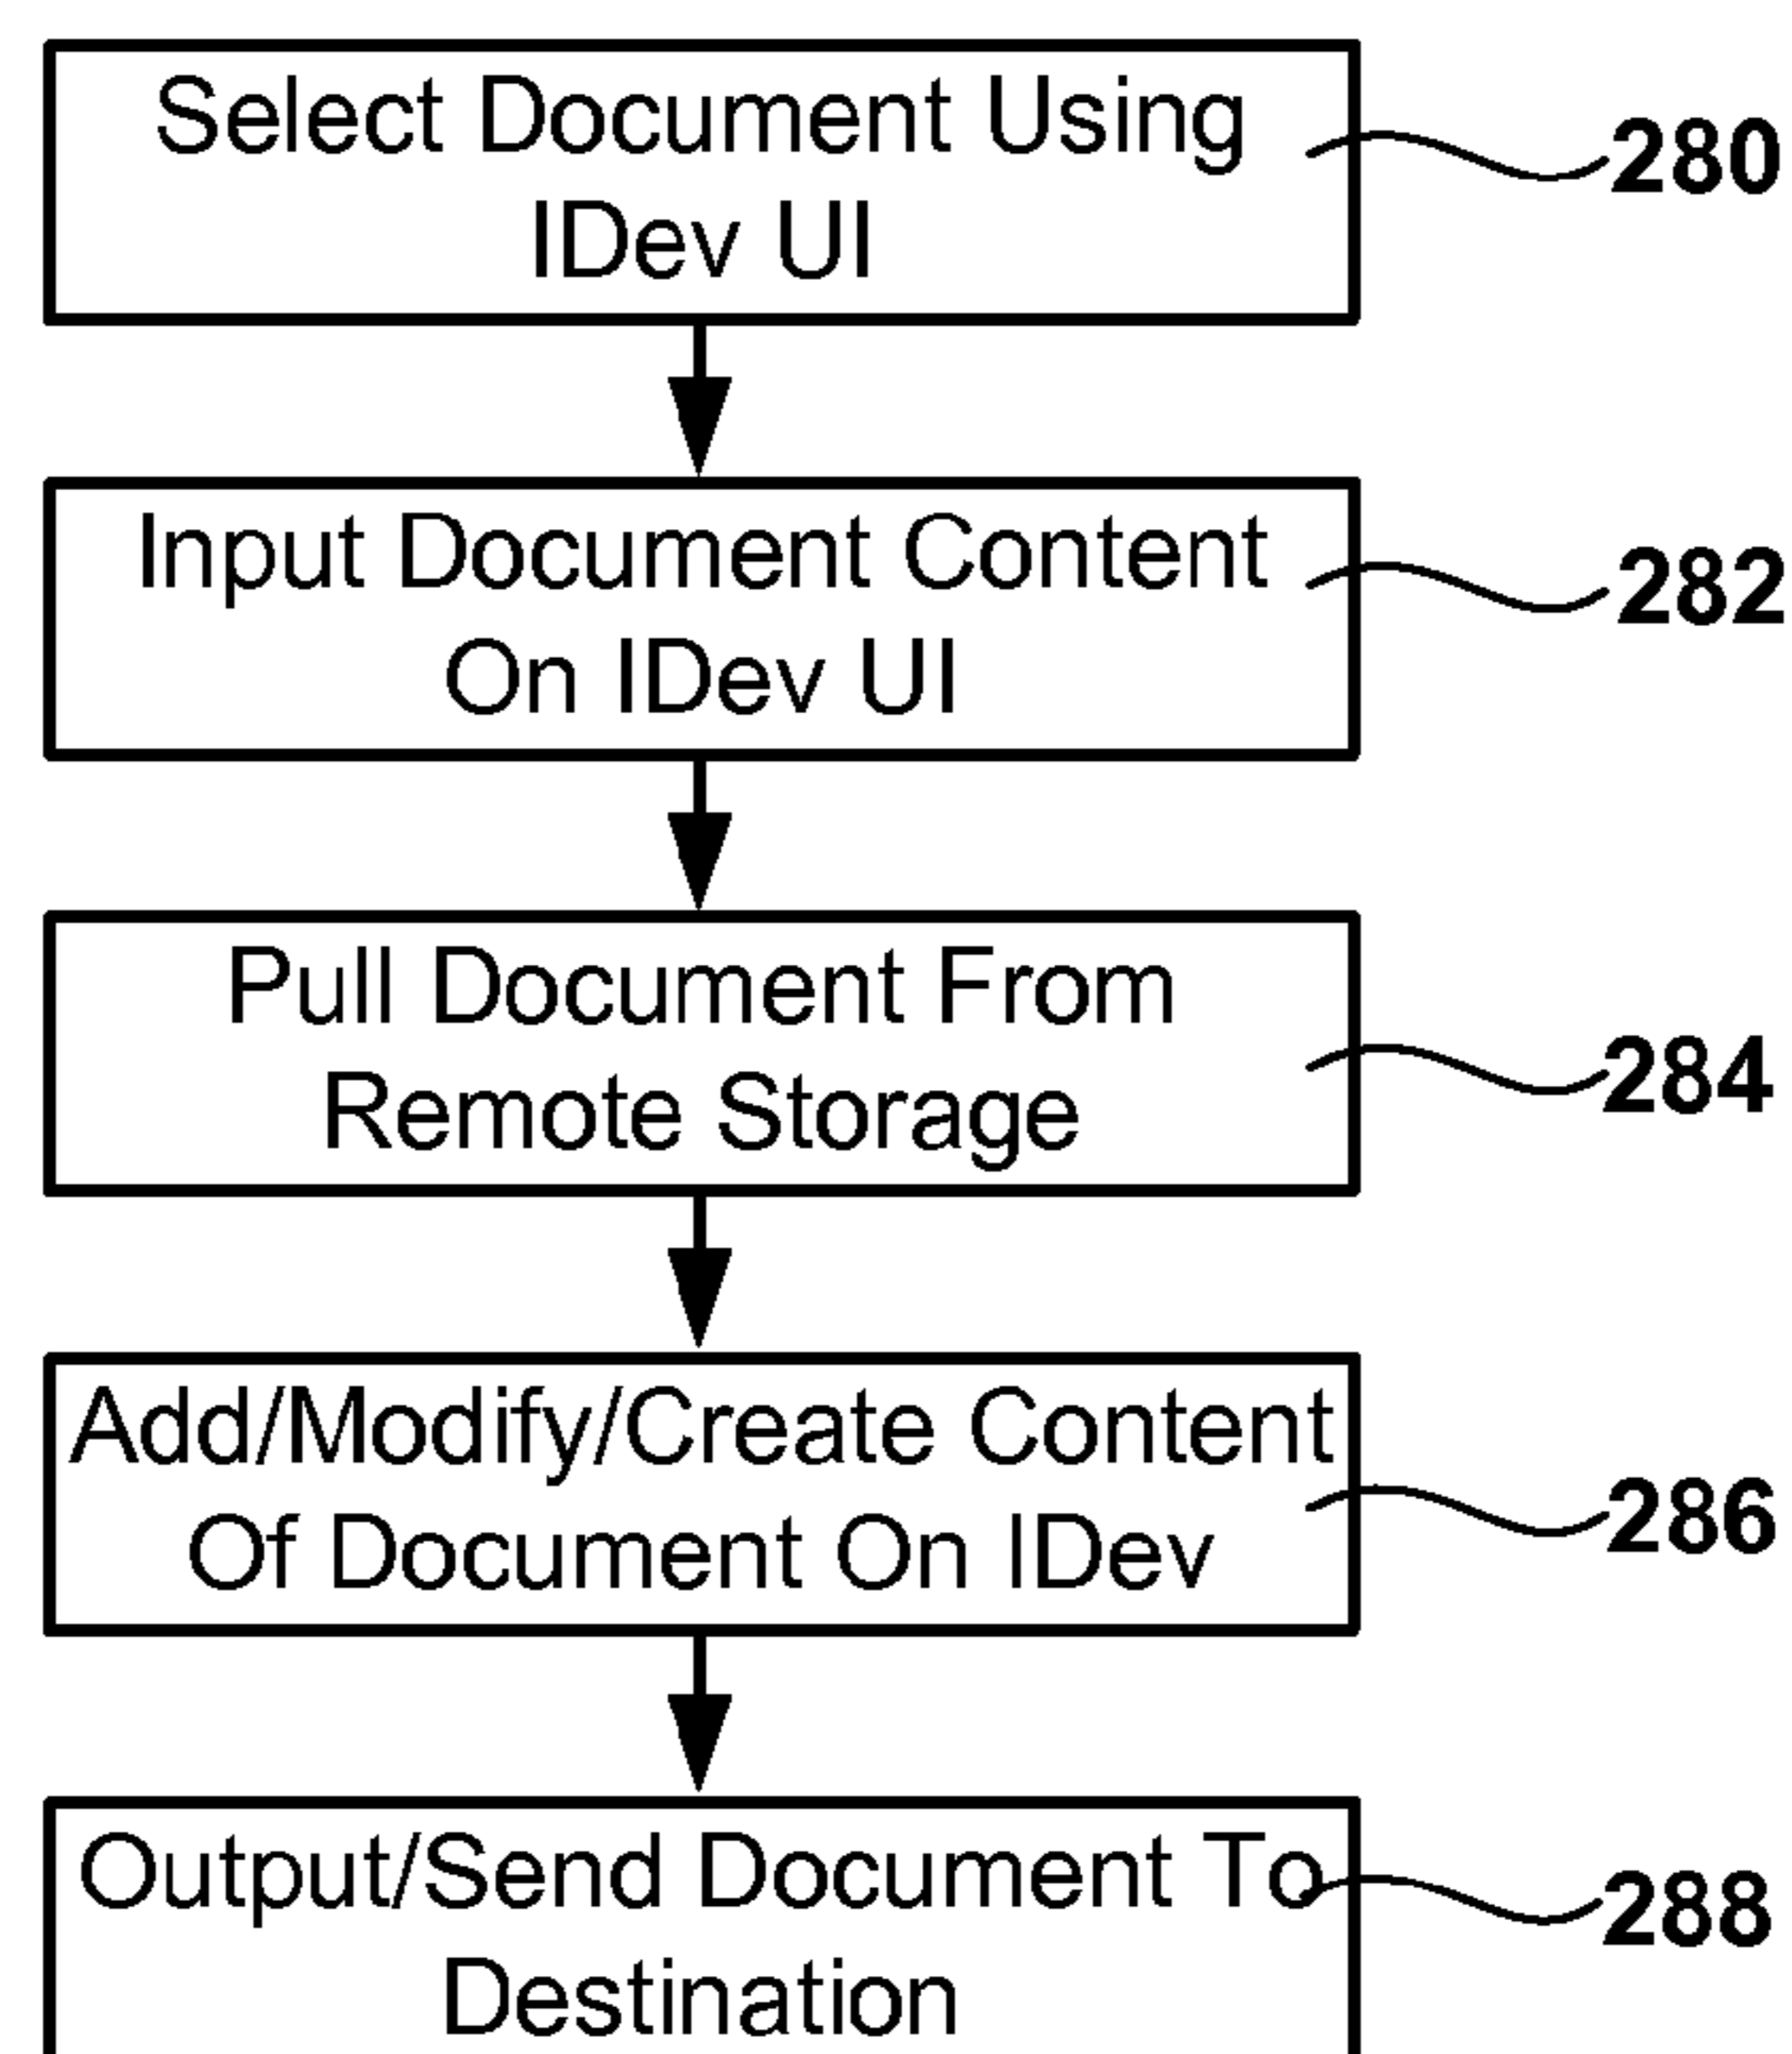 Select Document Using
IDev UI
280
Input Document Content
On IDev UI
282
Pull Document From
Remote Storage
284
Add/Modify/Create Content
Of Document On IDev
286
Output/Send Document To
Destination
288